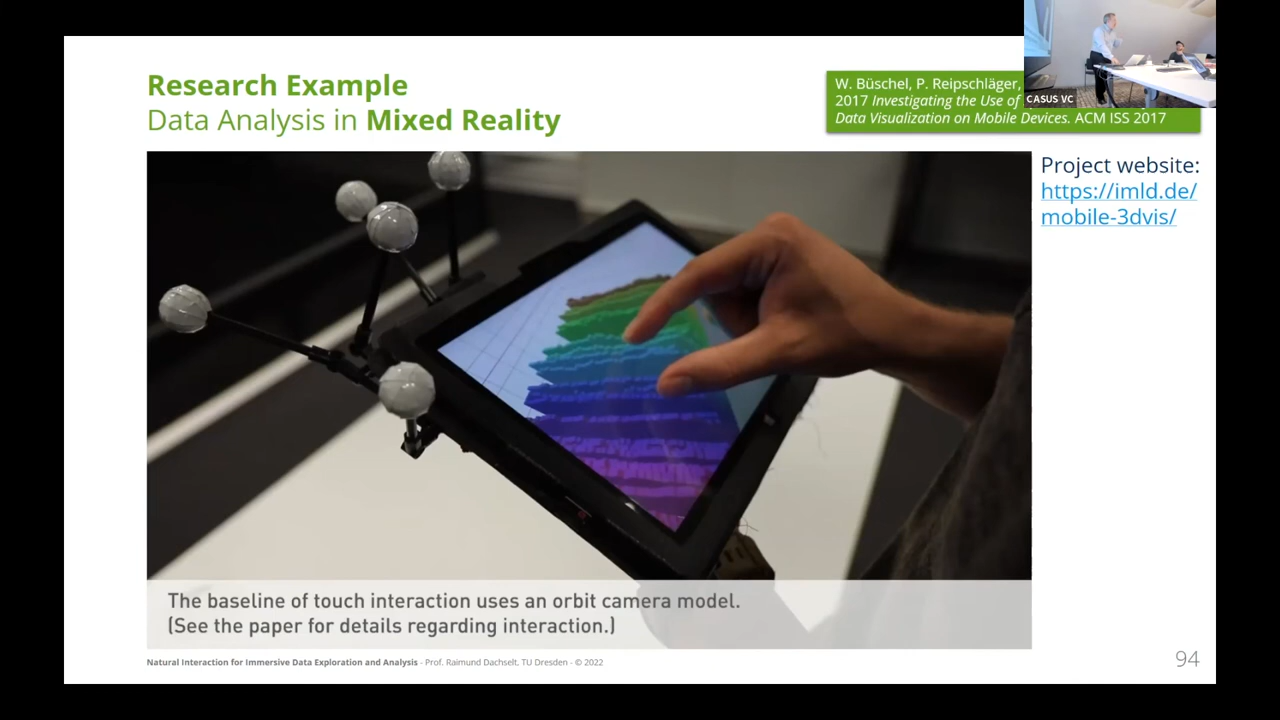 Research Example
Data Analysis in Mixed Reality
W. Büschel, P. Reipschläger,
2017 Investigating the Use of
Data Visualization on Mobile Devices. ACM ISS 2017
CASUS VC
Project website:
https://imld.de/
mobile-3dvis/
The baseline of touch interaction uses an orbit camera model.
(See the paper for details regarding interaction.)
Natural Interaction for Immersive Data Exploration and Analysis - Prof. Raimund Dachselt, TU Dresden - © 2022
94